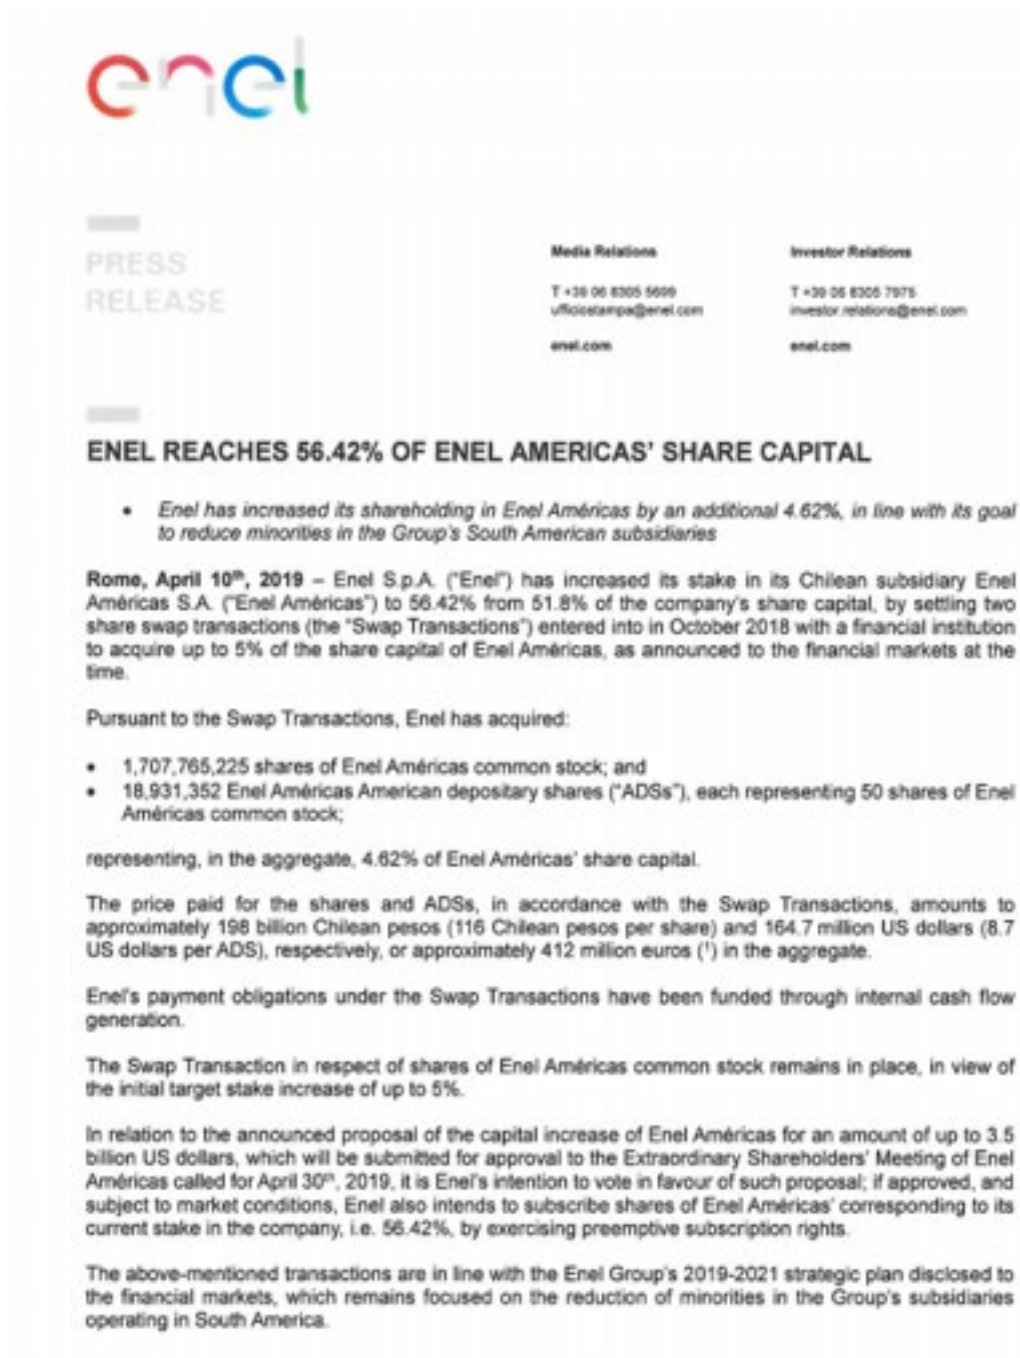 enel
PRESS
RELEASE
Media Relations
T +39 06 8305 5699
ufficiostampa@enel.com
enel.com
Investor Relations
T +39 06 8305 7975
investor.relations@enel.com
enel.com
ENEL REACHES 56.42% OF ENEL AMERICAS' SHARE CAPITAL
• Enel has increased its shareholding in Enel Américas by an additional 4.62%, in line with its goal
to reduce minorities in the Group's South American subsidiaries
Rome, April 10th, 2019 – Enel S.p.A. ("Enel") has increased its stake in its Chilean subsidiary Enel
Américas S.A. ("Enel Américas") to 56.42% from 51.8% of the company's share capital, by settling two
share swap transactions (the "Swap Transactions") entered into in October 2018 with a financial institution
to acquire up to 5% of the share capital of Enel Américas, as announced to the financial markets at the
time.
Pursuant to the Swap Transactions, Enel has acquired:
• 1,707,765,225 shares of Enel Américas common stock; and
• 18,931,352 Enel Américas American depositary shares ("ADSs"), each representing 50 shares of Enel
Américas common stock;
representing, in the aggregate, 4.62% of Enel Américas' share capital.
The price paid for the shares and ADSs, in accordance with the Swap Transactions, amounts to
approximately 198 billion Chilean pesos (116 Chilean pesos per share) and 164.7 million US dollars (8.7
US dollars per ADS), respectively, or approximately 412 million euros (¹) in the aggregate.
Enel's payment obligations under the Swap Transactions have been funded through internal cash flow
generation.
The Swap Transaction in respect of shares of Enel Américas common stock remains in place, in view of
the initial target stake increase of up to 5%.
In relation to the announced proposal of the capital increase of Enel Américas for an amount of up to 3.5
billion US dollars, which will be submitted for approval to the Extraordinary Shareholders' Meeting of Enel
Américas called for April 30th, 2019, it is Enel's intention to vote in favour of such proposal; if approved, and
subject to market conditions, Enel also intends to subscribe shares of Enel Américas' corresponding to its
current stake in the company, i.e. 56.42%, by exercising preemptive subscription rights.
The above-mentioned transactions are in line with the Enel Group's 2019-2021 strategic plan disclosed to
the financial markets, which remains focused on the reduction of minorities in the Group's subsidiaries
operating in South America.